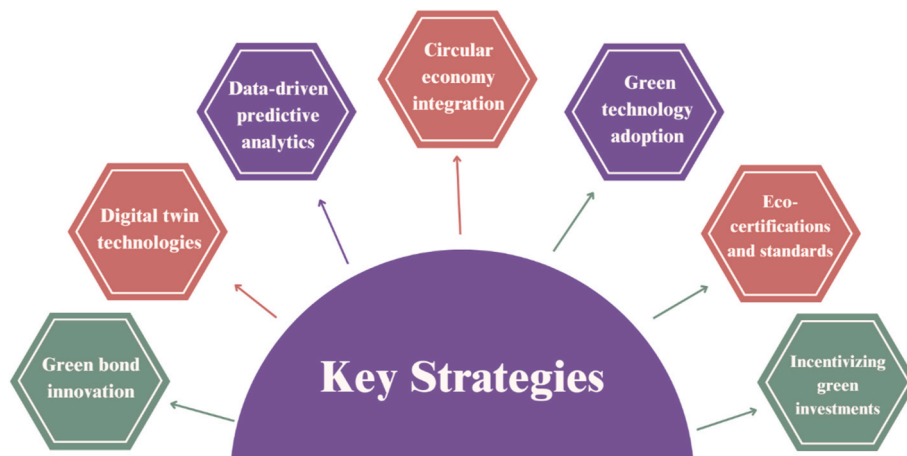 Green bond
innovation
Digital twin
technologies
Data-driven
predictive
analytics
Circular
economy
integration
Green
technology
adoption
Eco-
certifications
and standards
Incentivizing
green
investments
Key Strategies